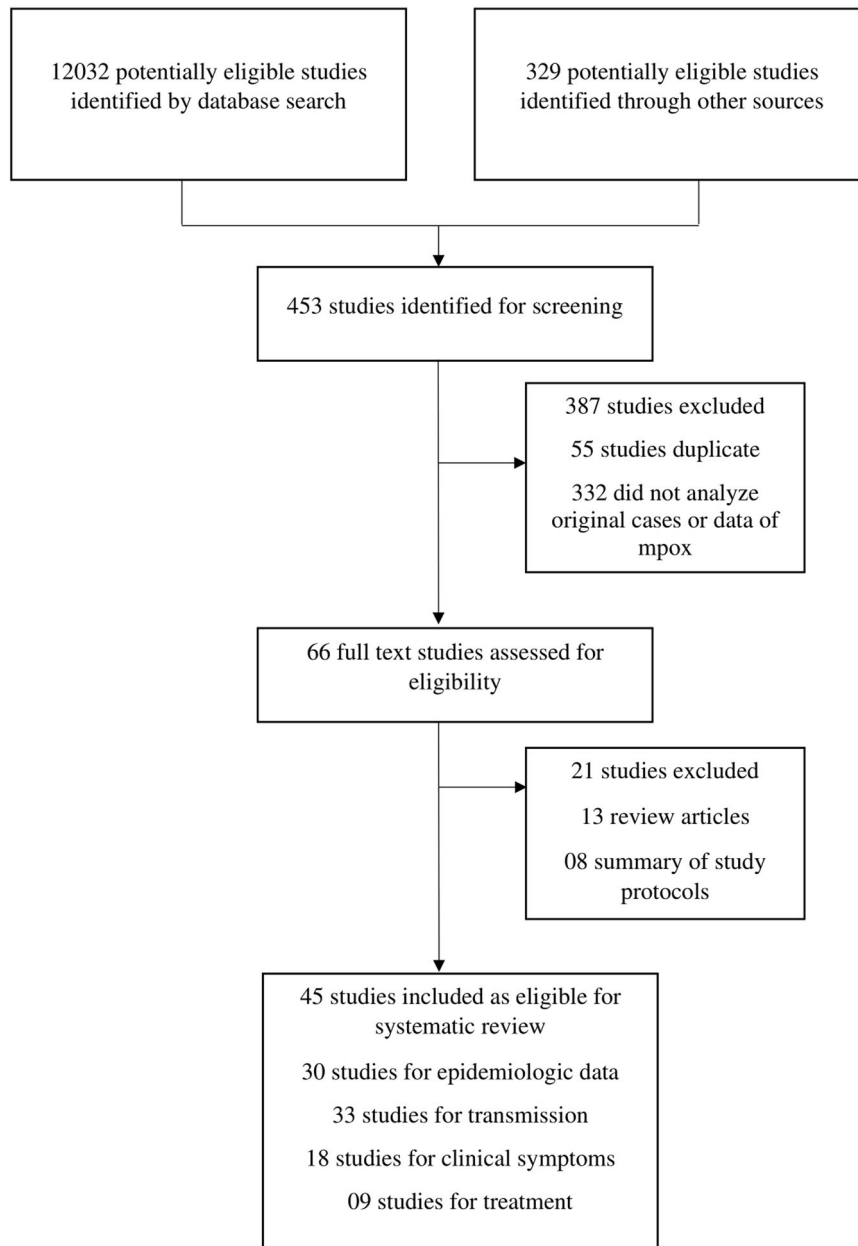 12032 potentially eligible studies
identified by database search
329 potentially eligible studies
identified through other sources
453 studies identified for screening
387 studies excluded
55 studies duplicate
332 did not analyze
original cases or data of
mpox
66 full text studies assessed for
eligibility
21 studies excluded
13 review articles
08 summary of study
protocols
45 studies included as eligible for
systematic review
30 studies for epidemiologic data
33 studies for transmission
18 studies for clinical symptoms
09 studies for treatment